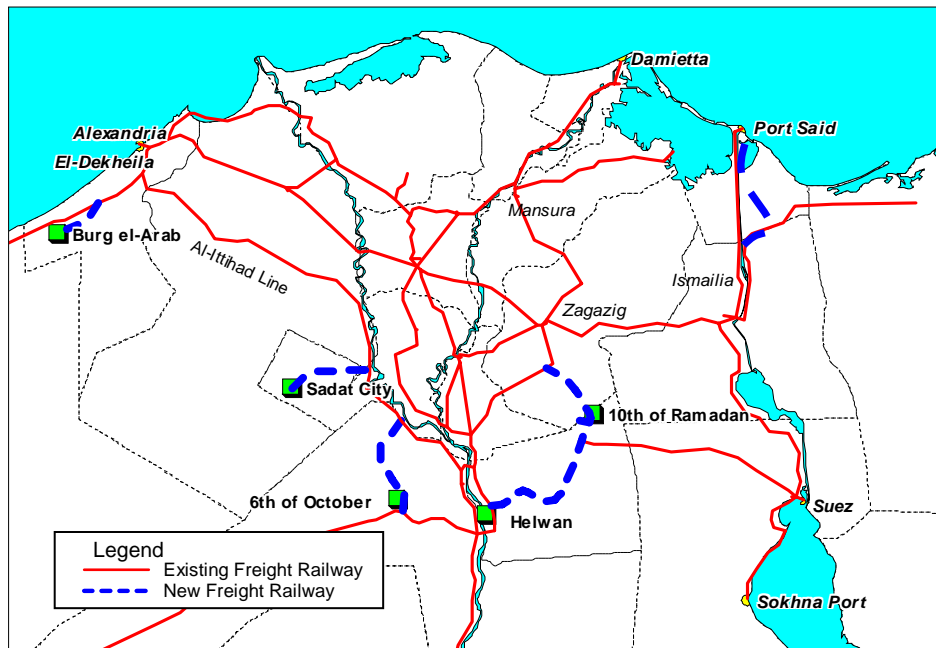 Damietta
Alexandria
Port Said
El-Dekheila
Mansura
Burg el-Arab
Al-Ittihad Line
Ismailia
Zagazig
Sadat City
10th of Ramadan
6th of October
Suez
Helwan
Legend
Existing Freight Railway
New Freight Railway
Sokhna Port